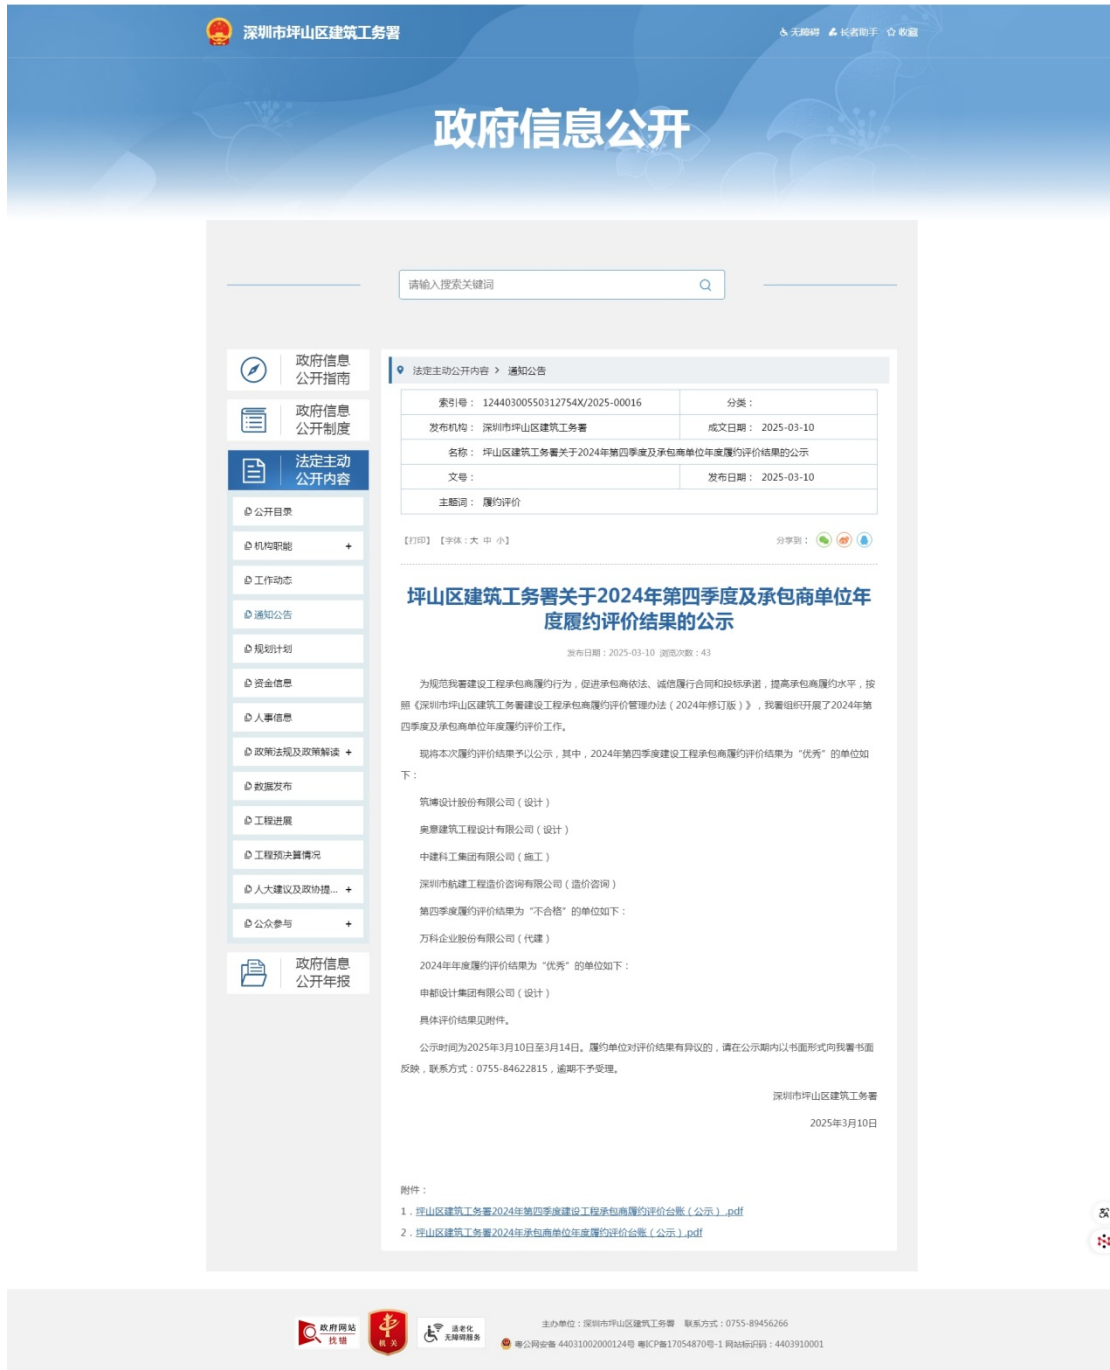 深圳市坪山区建筑工务署
无障碍 长者助手 收藏
政府信息公开
请输入搜索关键词
政府信息
公开指南
政府信息
公开制度
法定主动
公开内容
公开目录
机构职能 +
工作动态
通知公告
规划计划
资金信息
人事信息
政策法规及政策解读 +
数据发布
工程进展
工程预决算情况
人大建议及政协提... +
公众参与 +
政府信息
公开年报
法定主动公开内容 > 通知公告
索引号： 12440300550312754X/2025-00016 分类：
发布机构： 深圳市坪山区建筑工务署 成文日期： 2025-03-10
名称： 坪山区建筑工务署关于2024年第四季度及承包商单位年度履约评价结果的公示
文号： 发布日期： 2025-03-10
主题词： 履约评价
【打印】【字体：大 中 小】 分享到：
坪山区建筑工务署关于2024年第四季度及承包商单位年
度履约评价结果的公示
发布日期：2025-03-10 浏览次数：43
为规范我署建设工程承包商履约行为，促进承包商依法、诚信履行合同和投标承诺，提高承包商履约水平，按
照《深圳市坪山区建筑工务署建设工程承包商履约评价管理办法（2024年修订版）》，我署组织开展了2024年第
四季度及承包商单位年度履约评价工作。
现将本次履约评价结果予以公示，其中，2024年第四季度建设工程承包商履约评价结果为“优秀”的单位如
下：
筑博设计股份有限公司（设计）
奥意建筑工程设计有限公司（设计）
中建科工集团有限公司（施工）
深圳市航建工程造价咨询有限公司（造价咨询）
第四季度履约评价结果为“不合格”的单位如下：
万科企业股份有限公司（代建）
2024年年度履约评价结果为“优秀”的单位如下：
申都设计集团有限公司（设计）
具体评价结果见附件。
公示时间为2025年3月10日至3月14日。履约单位对评价结果有异议的，请在公示期内以书面形式向我署书面
反映，联系方式：0755-84622815，逾期不予受理。
深圳市坪山区建筑工务署
2025年3月10日
附件：
1．坪山区建筑工务署2024年第四季度建设工程承包商履约评价台账（公示）.pdf
2．坪山区建筑工务署2024年承包商单位年度履约评价台账（公示）.pdf
政府网站
找错
机关
适老化
无障碍服务
主办单位：深圳市坪山区建筑工务署 联系方式：0755-89456266
粤公网安备 44031002000124号 粤ICP备17054870号-1 网站标识码：4403910001